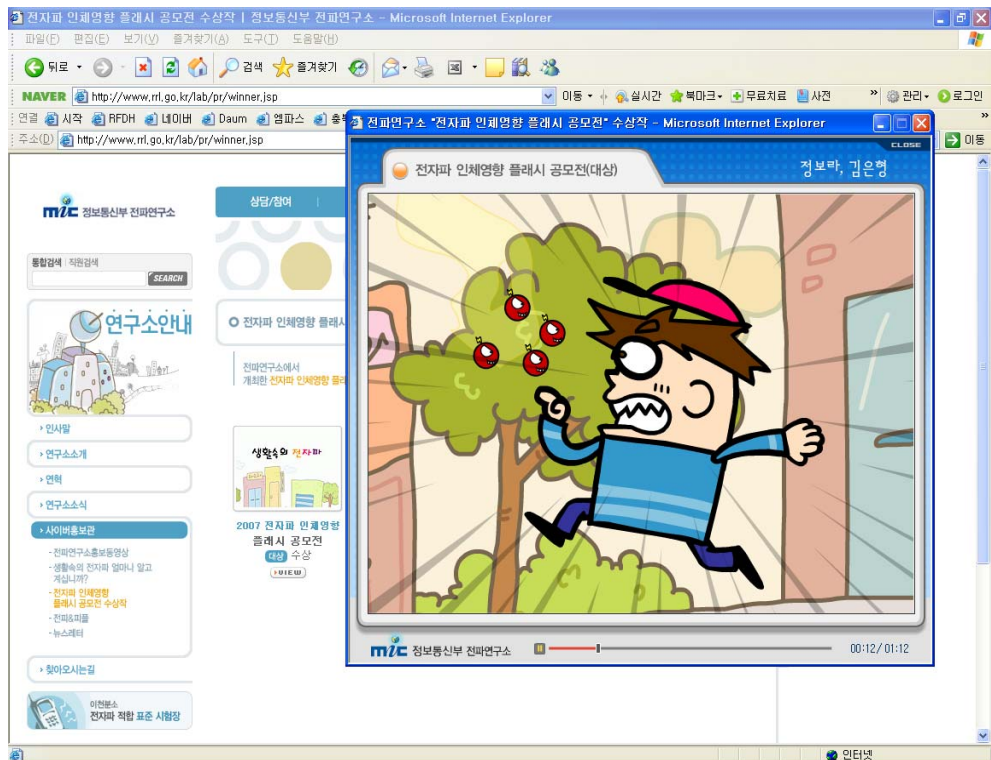 전자파 인체영향 플래시 공모전 수상작 | 정보통신부 전파연구소 - Microsoft Internet Explorer
파일(F) 편집(E) 보기(V) 즐겨찾기(A) 도구(T) 도움말(H)
뒤로 검색 즐겨찾기
NAVER http://www.rrl.go.kr/lab/pr/winner.jsp 이동 실시간 북마크 무료치료 사전 » 관리 로그인
연결 시작 RFDH 네이버 Daum 엠파스 »
주소(D) http://www.rrl.go.kr/lab/pr/winner.jsp 이동
전파연구소 "전자파 인체영향 플래시 공모전" 수상작 - Microsoft Internet Explorer
CLOSE
전자파 인체영향 플래시 공모전(대상) 정보라, 김은형
mic 정보통신부 전파연구소
상담/참여
통합검색 직원검색
SEARCH
연구소안내
인사말
연구소소개
연혁
연구소소식
사이버홍보관
- 전파연구소홍보동영상
- 생활속의 전자파 얼마나 알고
계십니까?
- 전자파 인체영향
플래시 공모전 수상작
- 전파&피플
- 뉴스레터
찾아오시는길
이천분소
전자파 적합 표준 시험장
전자파 인체영향 플래시
전파연구소에서
개최한 전자파 인체영향
생활속의 전자파
2007 전자파 인체영향
플래시 공모전
대상 수상
VIEW
mic 정보통신부 전파연구소 00:12/01:12
인터넷